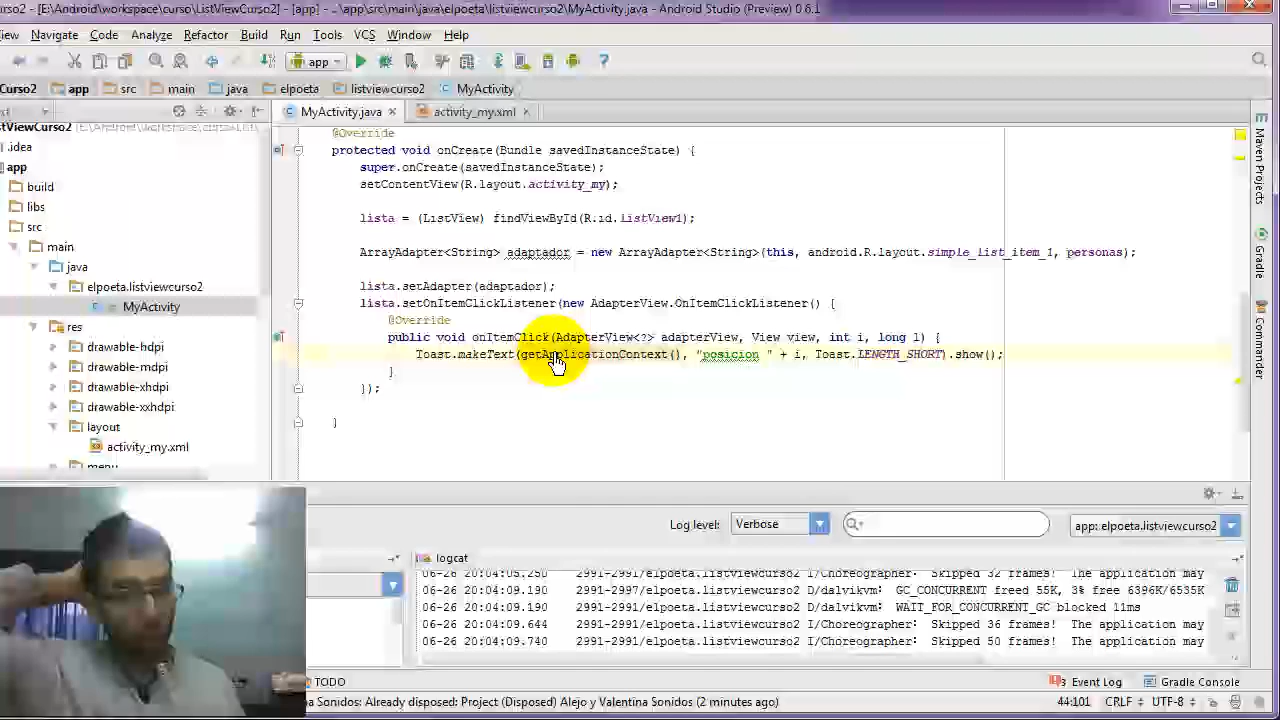 urso2 - [E:\Android\workspace\curso\ListViewCurso2] - [app] - ...\app\src\main\java\elpoeta\listviewcurso2\MyActivity.java - Android Studio (Preview) 0.6.1
iew Navigate Code Analyze Refactor Build Run Tools VCS Window Help
app
Curso2 app src main java elpoeta listviewcurso2 MyActivity
MyActivity.java activity_my.xml
stViewCurso2
.idea
app
build
libs
src
main
java
elpoeta.listviewcurso2
MyActivity
res
drawable-hdpi
drawable-mdpi
drawable-xhdpi
drawable-xxhdpi
layout
activity_my.xml
menu
@Override
protected void onCreate(Bundle savedInstanceState) {
super.onCreate(savedInstanceState);
setContentView(R.layout.activity_my);
lista = (ListView) findViewById(R.id.listView1);
ArrayAdapter<String> adaptador = new ArrayAdapter<String>(this, android.R.layout.simple_list_item_1, personas);
lista.setAdapter(adaptador);
lista.setOnItemClickListener(new AdapterView.OnItemClickListener() {
@Override
public void onItemClick(AdapterView<?> adapterView, View view, int i, long l) {
Toast.makeText(getApplicationContext(), "posicion " + i, Toast.LENGTH_SHORT).show();
}
});
}
Maven Projects
Gradle
Commander
Log level: Verbose app: elpoeta.listviewcurso2
logcat
06-26 20:04:05.250 2991-2991/elpoeta.listviewcurso2 I/Choreographer: Skipped 32 frames! The application may
06-26 20:04:09.190 2991-2997/elpoeta.listviewcurso2 D/dalvikvm: GC_CONCURRENT freed 55K, 3% free 6396K/6535K
06-26 20:04:09.190 2991-2991/elpoeta.listviewcurso2 D/dalvikvm: WAIT_FOR_CONCURRENT_GC blocked 11ms
06-26 20:04:09.644 2991-2991/elpoeta.listviewcurso2 I/Choreographer: Skipped 36 frames! The application may
06-26 20:04:09.740 2991-2991/elpoeta.listviewcurso2 I/Choreographer: Skipped 50 frames! The application may
TODO Event Log Gradle Console
na Sonidos: Already disposed: Project (Disposed) Alejo y Valentina Sonidos (2 minutes ago) 44:101 CRLF UTF-8